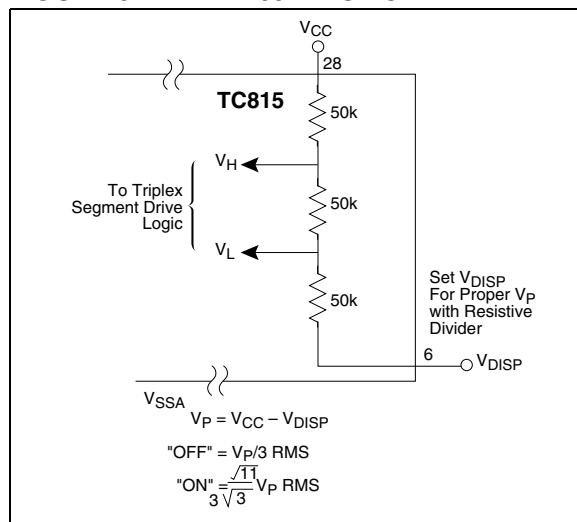 VCC
28
TC815
50k
VH
To Triplex
Segment Drive
Logic
50k
VL
50k
Set VDISP
For Proper VP
with Resistive
Divider
6
VDISP
VSSA
VP = VCC – VDISP
"OFF" = VP/3 RMS
"ON" = √11 / 3 √3 VP RMS